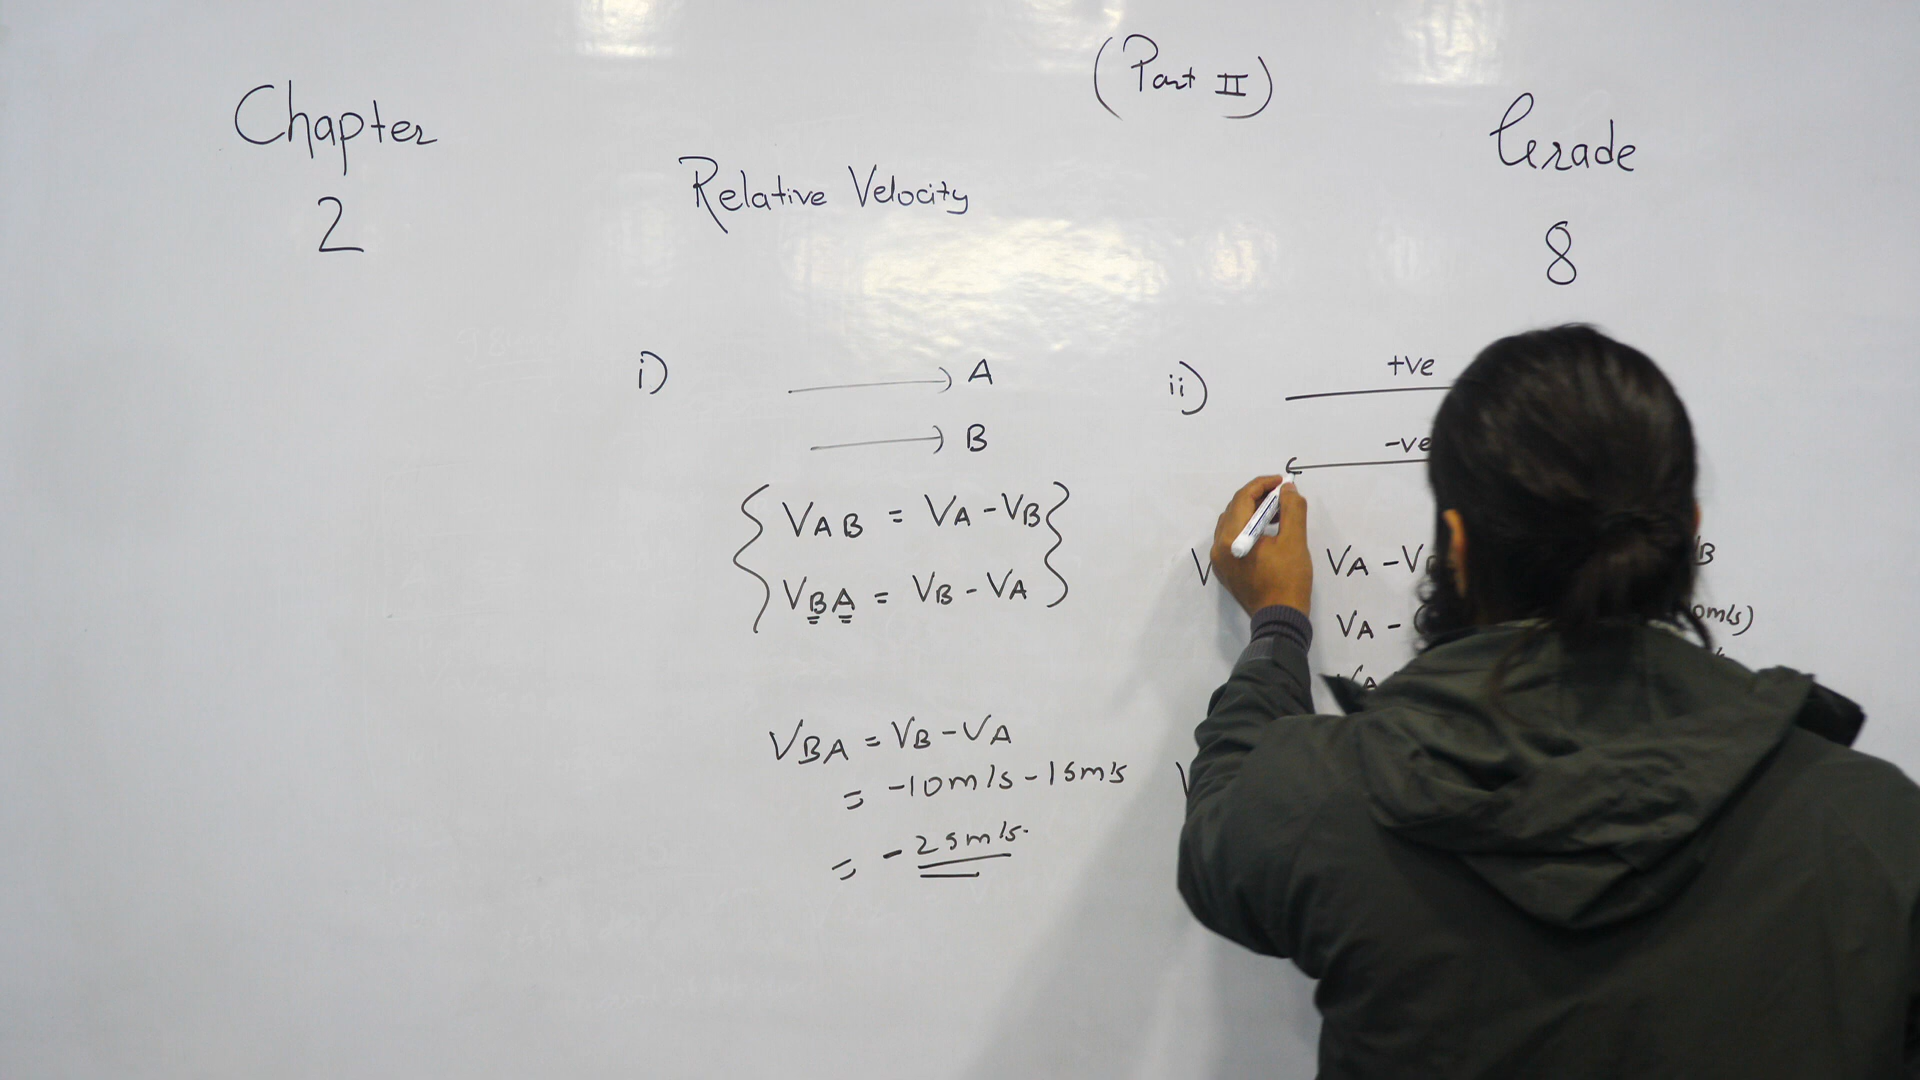 (Part II)
Chapter
2
Grade
8
Relative Velocity
i)
A
B
VAB = VA - VB
VBA = VB - VA
VBA = VB - VA
= -10m/s - 15m/s
= - 25m/s.
ii)
+ve
-ve
VA - V
VA -